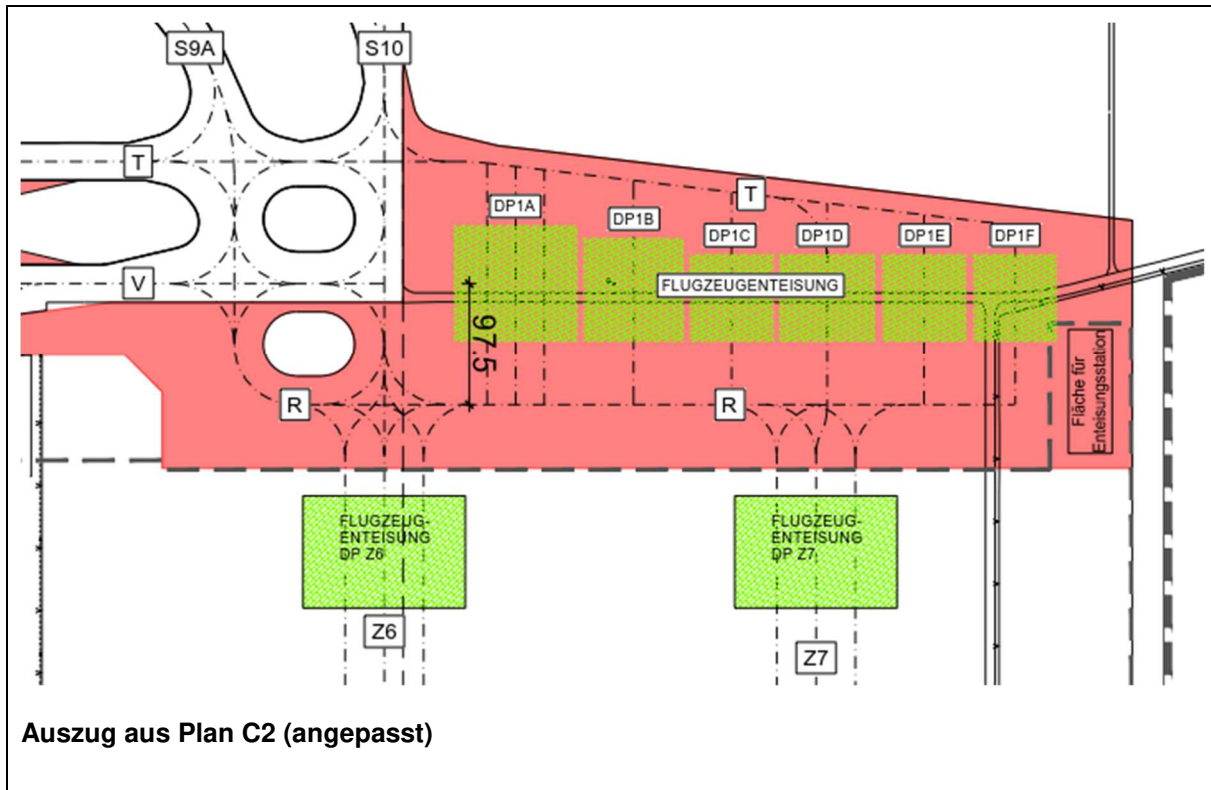 S9A
S10
T
T
DP1A
DP1B
DP1C
DP1D
DP1E
DP1F
V
FLUGZEUGENTEISUNG
97.5
R
R
Fläche für
Enteisungsstation
FLUGZEUG-
ENTEISUNG
DP Z6
FLUGZEUG-
ENTEISUNG
DP Z7
Z6
Z7
Auszug aus Plan C2 (angepasst)